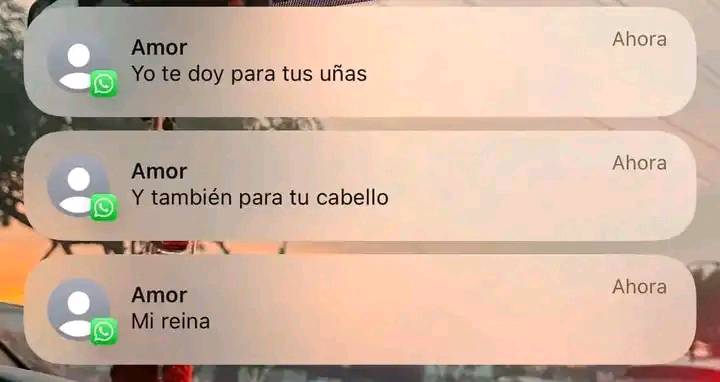 Amor
Ahora
Yo te doy para tus uñas
Amor
Ahora
Y también para tu cabello
Amor
Ahora
Mi reina